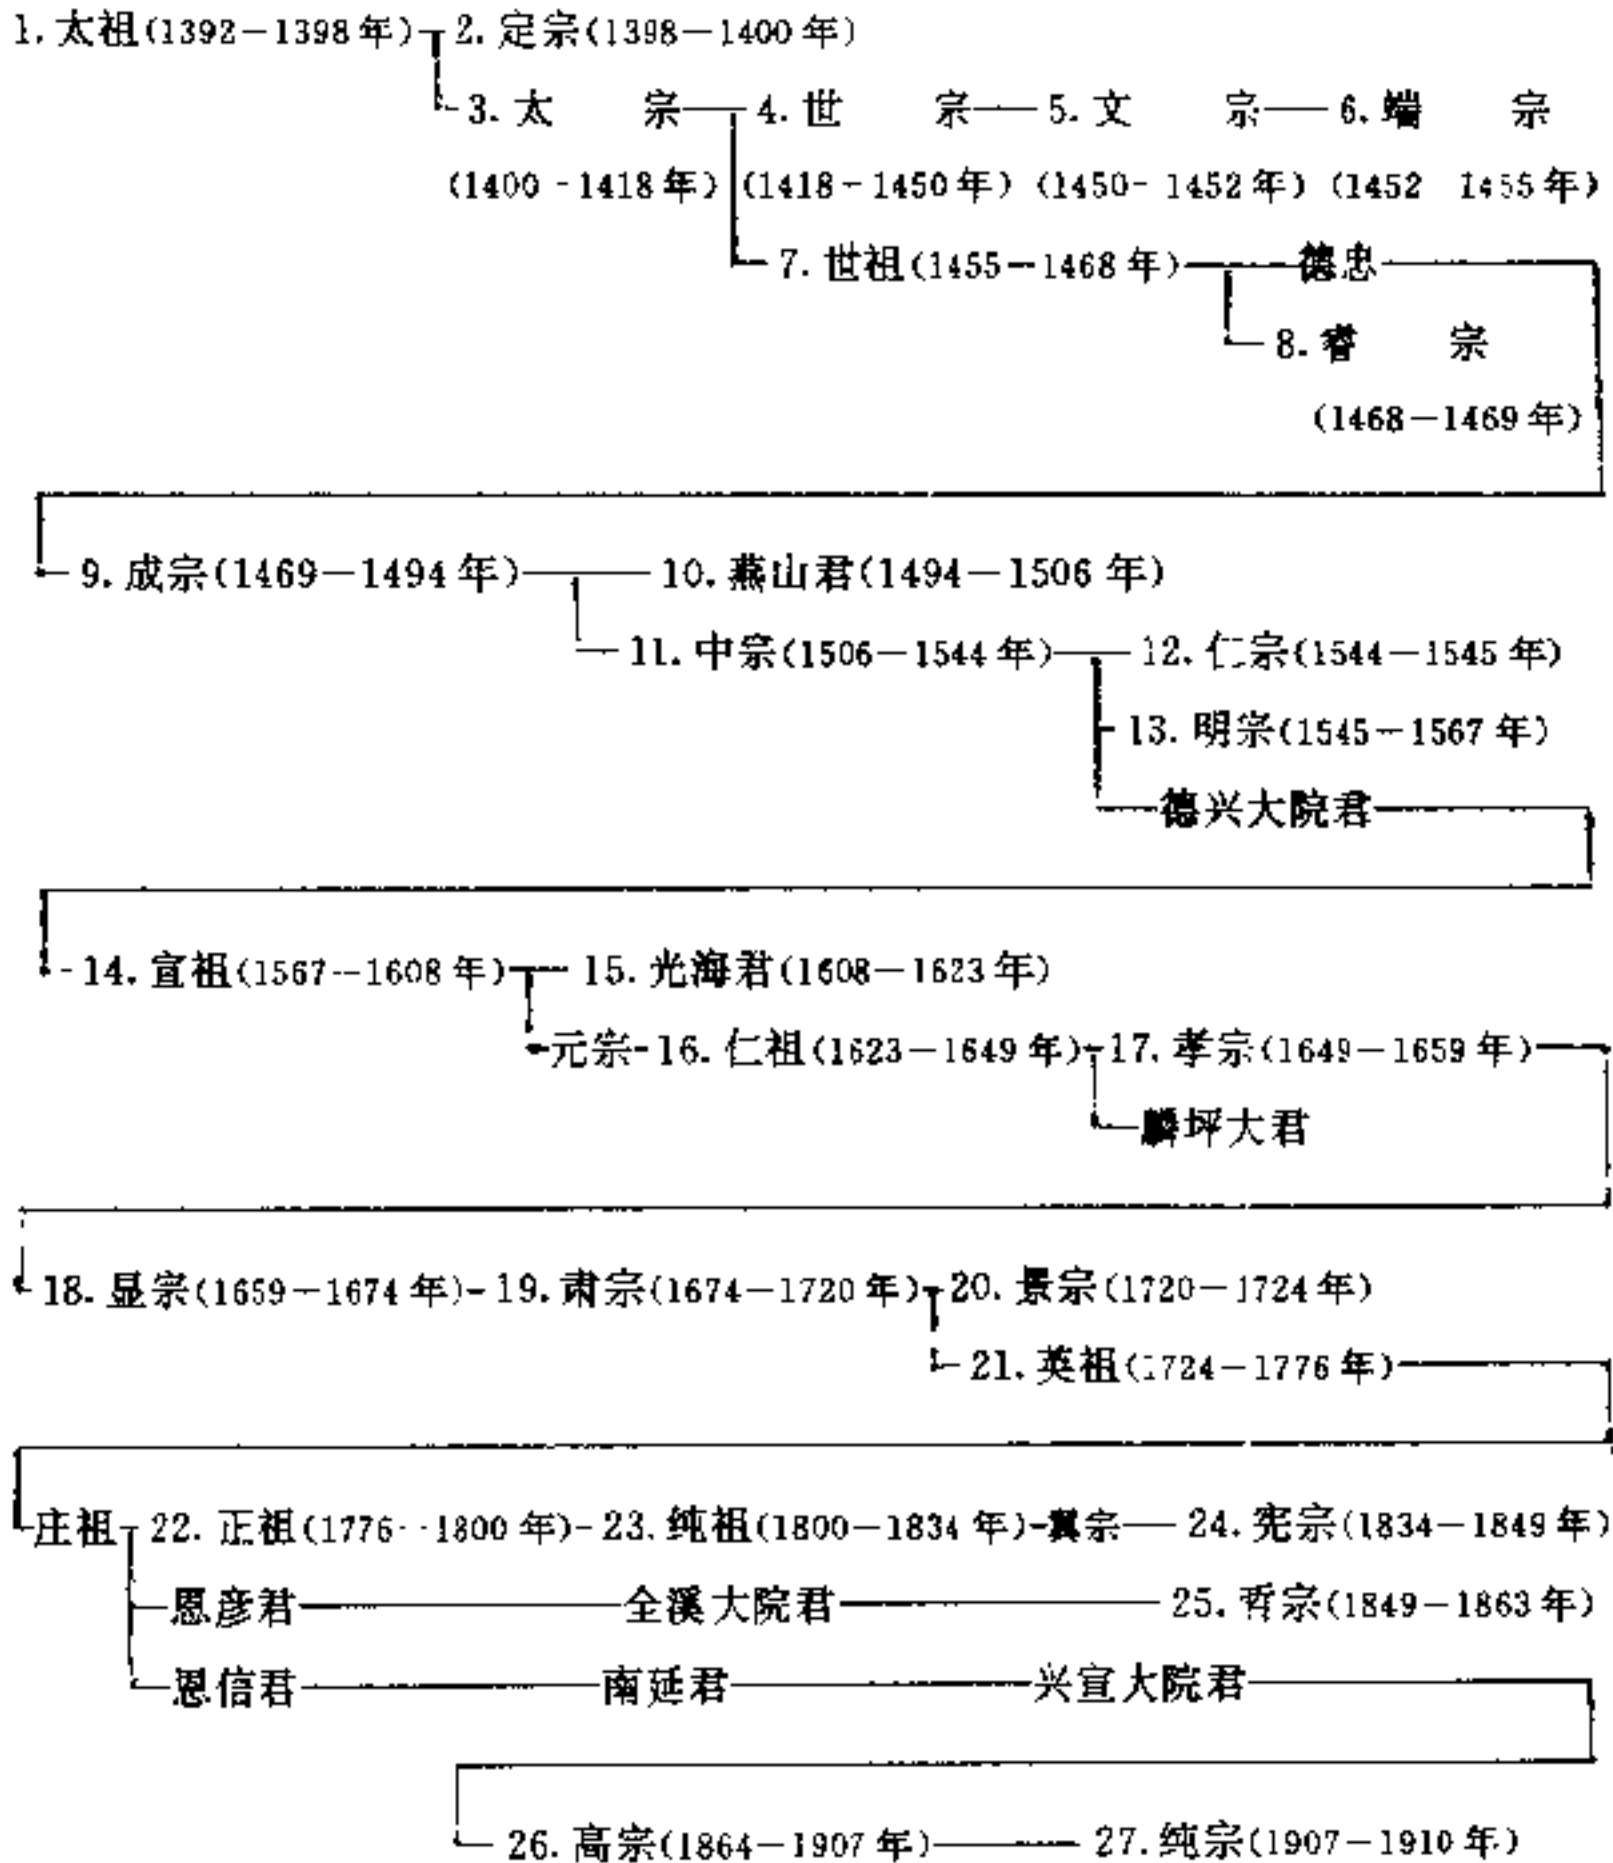 1. 太祖(1392－1398年) 2. 定宗(1398－1400年)
3. 太 宗 4. 世 宗 5. 文 宗 6. 端 宗
(1400-1418年) (1418-1450年) (1450-1452年) (1452 1455年)
7. 世祖(1455－1468年) 德忠
8. 睿 宗
(1468－1469年)
9. 成宗(1469－1494年) 10. 燕山君(1494－1506年)
11. 中宗(1506－1544年) 12. 仁宗(1544－1545年)
13. 明宗(1545－1567年)
德兴大院君
14. 宣祖(1567－1608年) 15. 光海君(1608－1623年)
元宗 16. 仁祖(1623－1649年) 17. 孝宗(1649－1659年)
麟坪大君
18. 显宗(1659－1674年) 19. 肃宗(1674－1720年) 20. 景宗(1720－1724年)
21. 英祖(1724－1776年)
庄祖 22. 正祖(1776－1800年) 23. 纯祖(1800－1834年) 翼宗 24. 宪宗(1834－1849年)
恩彦君 全溪大院君 25. 哲宗(1849－1863年)
恩信君 南延君 兴宣大院君
26. 高宗(1864－1907年) 27. 纯宗(1907－1910年)